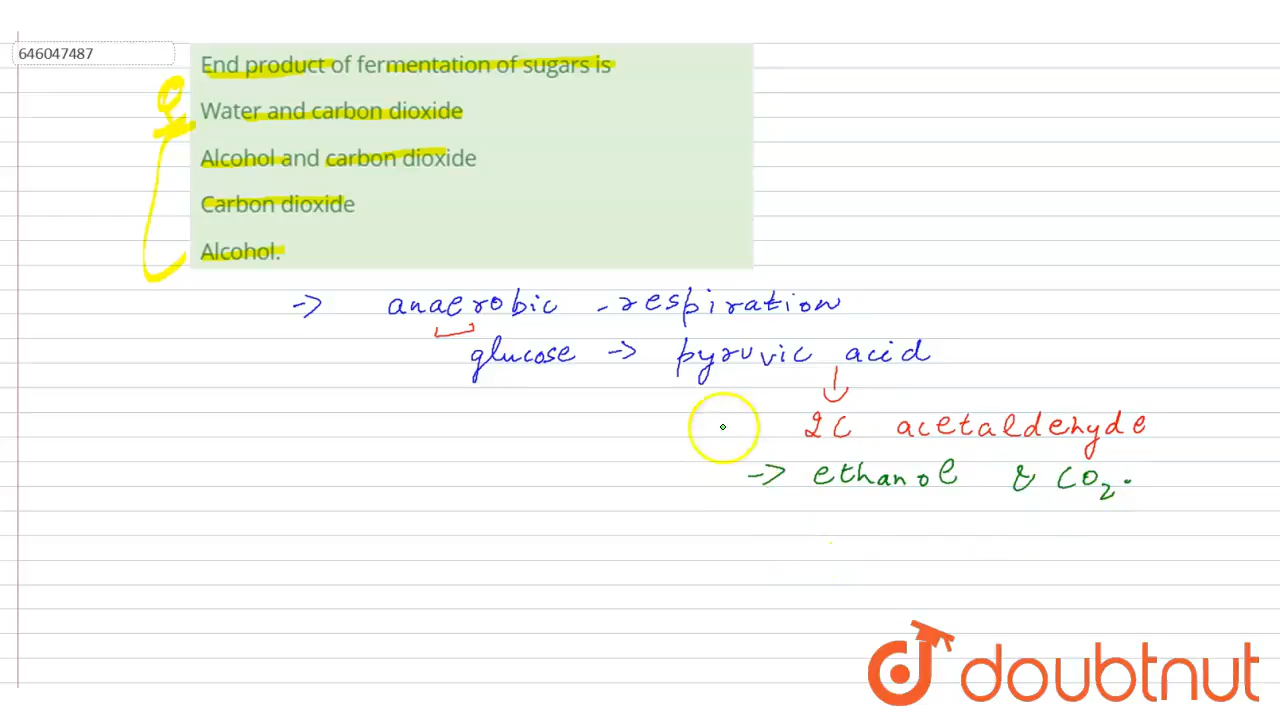 646047487
End product of fermentation of sugars is
Water and carbon dioxide
Alcohol and carbon dioxide
Carbon dioxide
Alcohol.
-> anaerobic - respiration
glucose -> pyruvic acid
2C acetaldehyde
-> ethanol & CO2.
doubtnut